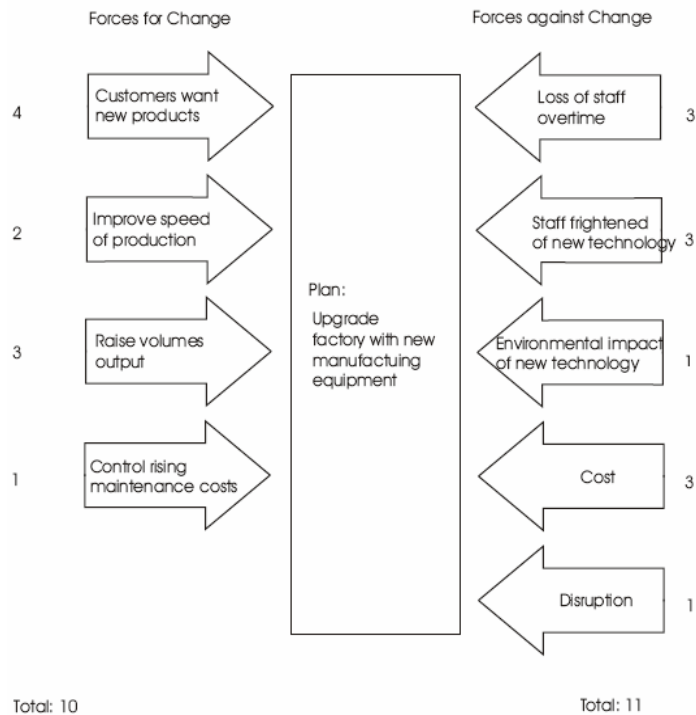 Forces for Change
Forces against Change
4
Customers want
new products
Loss of staff
overtime
3
2
Improve speed
of production
Staff frightened
of new technology
3
Plan:
Upgrade
factory with new
manufactuing
equipment
3
Raise volumes
output
Environmental impact
of new technology
1
1
Control rising
maintenance costs
Cost
3
Disruption
1
Total: 10
Total: 11